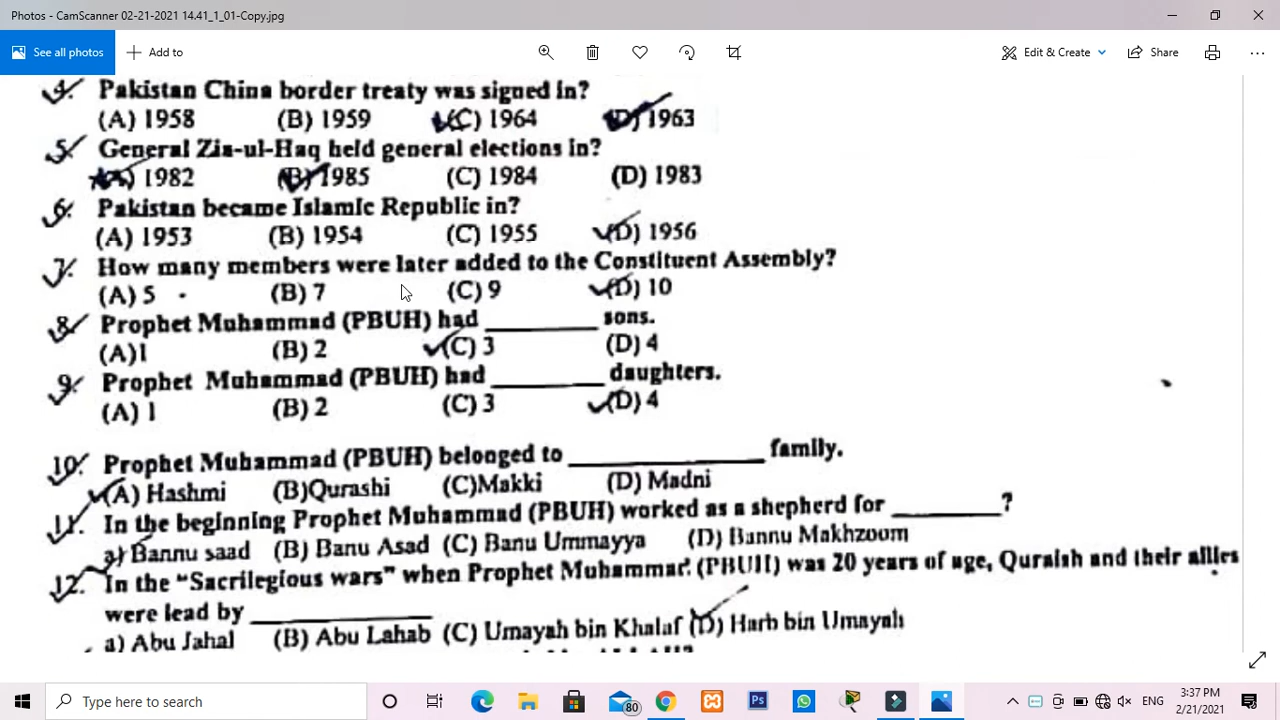 Photos - CamScanner 02-21-2021 14.41_1_01-Copy.jpg
See all photos
Add to
Edit & Create
Share
4. Pakistan China border treaty was signed in?
(A) 1958 (B) 1959 (C) 1964 (D) 1963
5. General Zia-ul-Haq held general elections in?
(A) 1982 (B) 1985 (C) 1984 (D) 1983
6. Pakistan became Islamic Republic in?
(A) 1953 (B) 1954 (C) 1955 (D) 1956
7. How many members were later added to the Constituent Assembly?
(A) 5 (B) 7 (C) 9 (D) 10
8. Prophet Muhammad (PBUH) had ________ sons.
(A)1 (B) 2 (C) 3 (D) 4
9. Prophet Muhammad (PBUH) had ________ daughters.
(A) 1 (B) 2 (C) 3 (D) 4
10. Prophet Muhammad (PBUH) belonged to ______________ family.
(A) Hashmi (B)Qurashi (C)Makki (D) Madni
11. In the beginning Prophet Muhammad (PBUH) worked as a shepherd for ________?
a) Bannu saad (B) Banu Asad (C) Banu Ummayya (D) Bannu Makhzoom
12. In the "Sacrilegious wars" when Prophet Muhammad (PBUH) was 20 years of age, Quraish and their allies
were lead by ______________
a) Abu Jahal (B) Abu Lahab (C) Umayah bin Khalaf (D) Harb bin Umayah
Type here to search
80
Ps
ENG
3:37 PM
2/21/2021